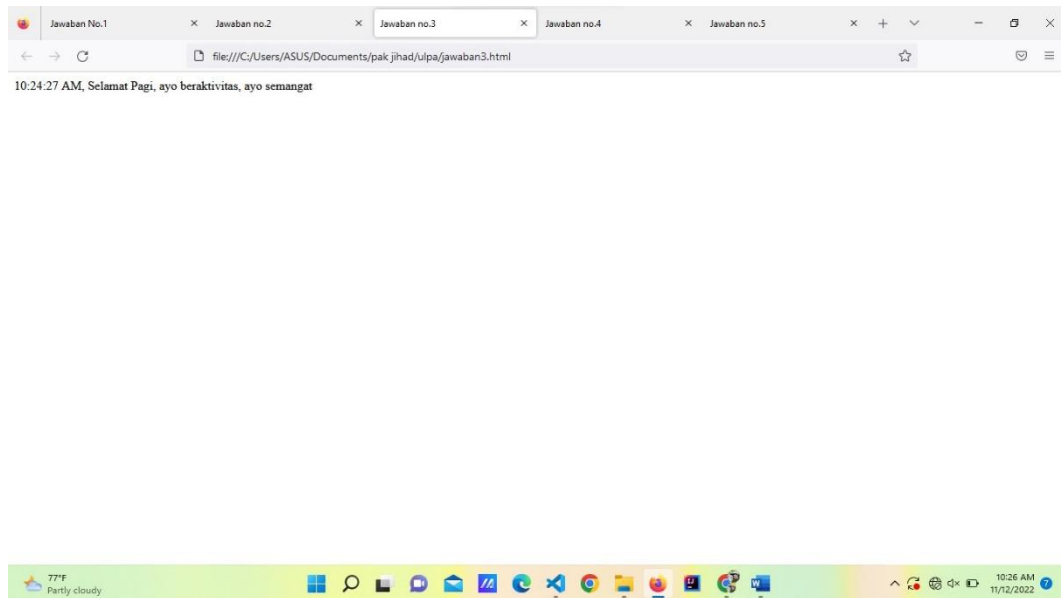 Jawaban No.1
Jawaban no.2
Jawaban no.3
Jawaban no.4
Jawaban no.5
file:///C:/Users/ASUS/Documents/pak jihad/ulpa/jawaban3.html
10:24:27 AM, Selamat Pagi, ayo beraktivitas, ayo semangat
77°F
Partly cloudy
10:26 AM
11/12/2022
7